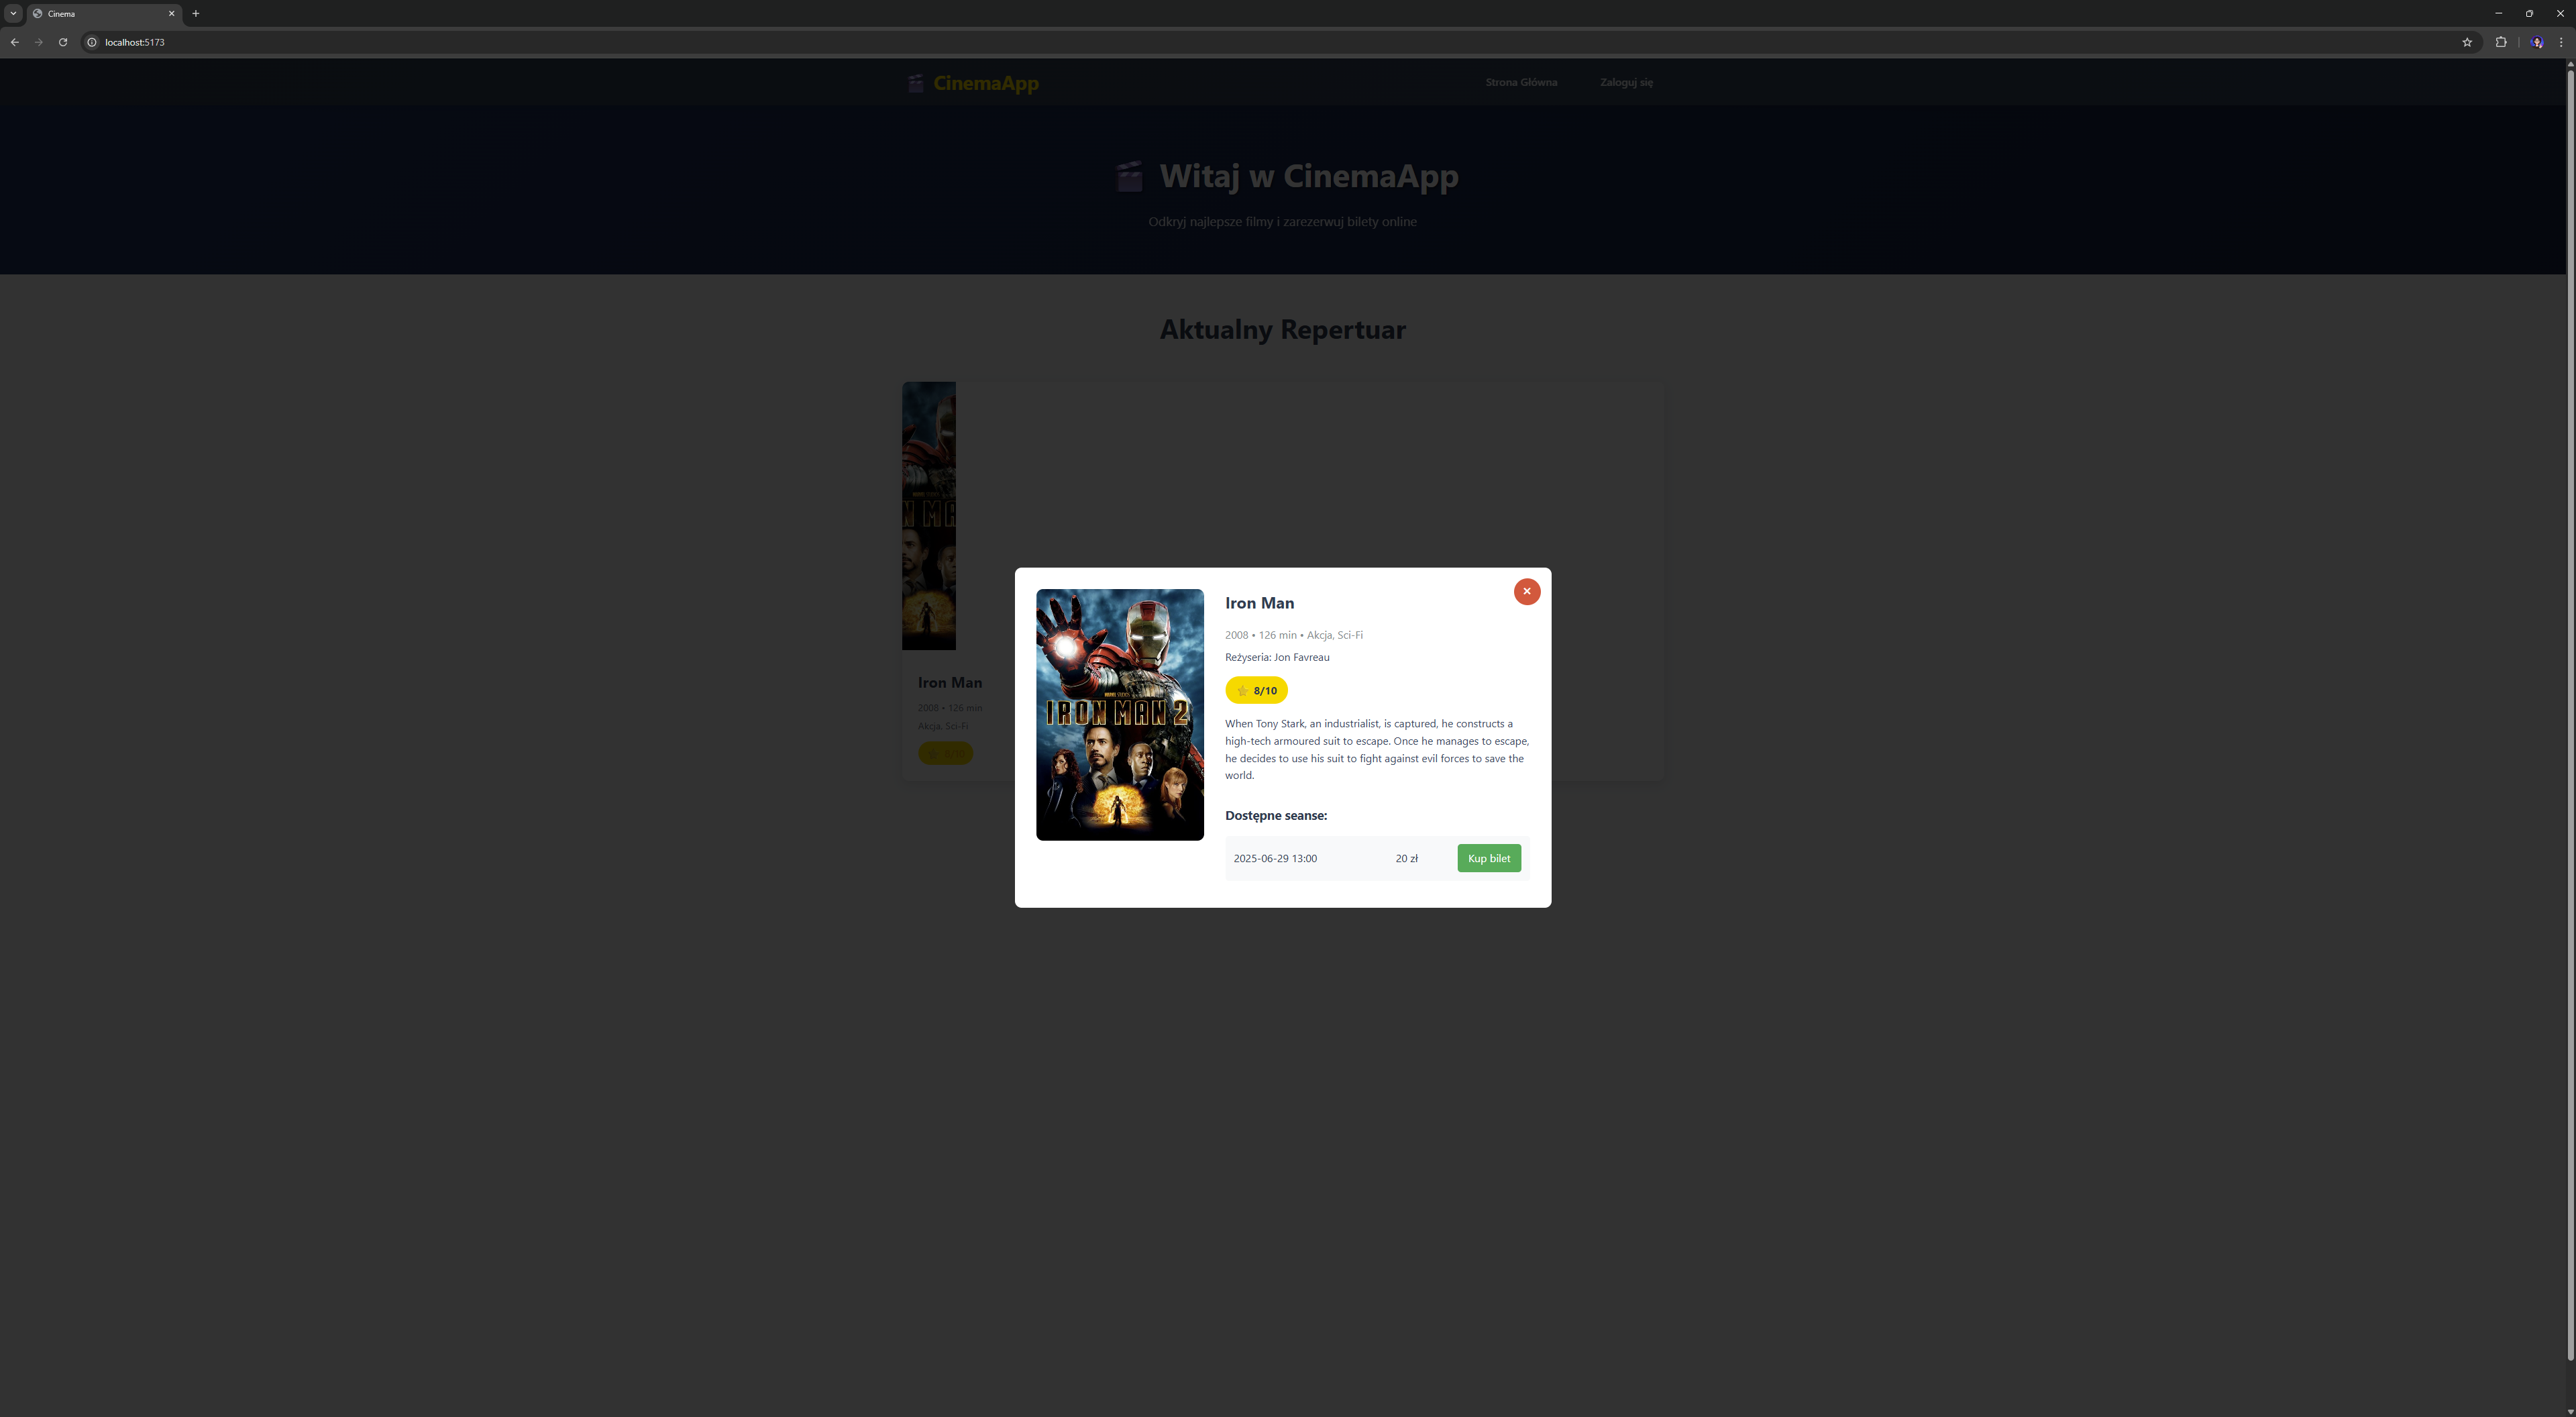 Cinema
localhost:5173
CinemaApp
Strona Główna
Zaloguj się
Witaj w CinemaApp
Odkryj najlepsze filmy i zarezerwuj bilety online
Aktualny Repertuar
Iron Man
2008 • 126 min
Akcja, Sci-Fi
8/10
IRON MAN 2
Iron Man
2008 • 126 min • Akcja, Sci-Fi
Reżyseria: Jon Favreau
8/10
When Tony Stark, an industrialist, is captured, he constructs a
high-tech armoured suit to escape. Once he manages to escape,
he decides to use his suit to fight against evil forces to save the
world.
Dostępne seanse:
2025-06-29 13:00
20 zł
Kup bilet